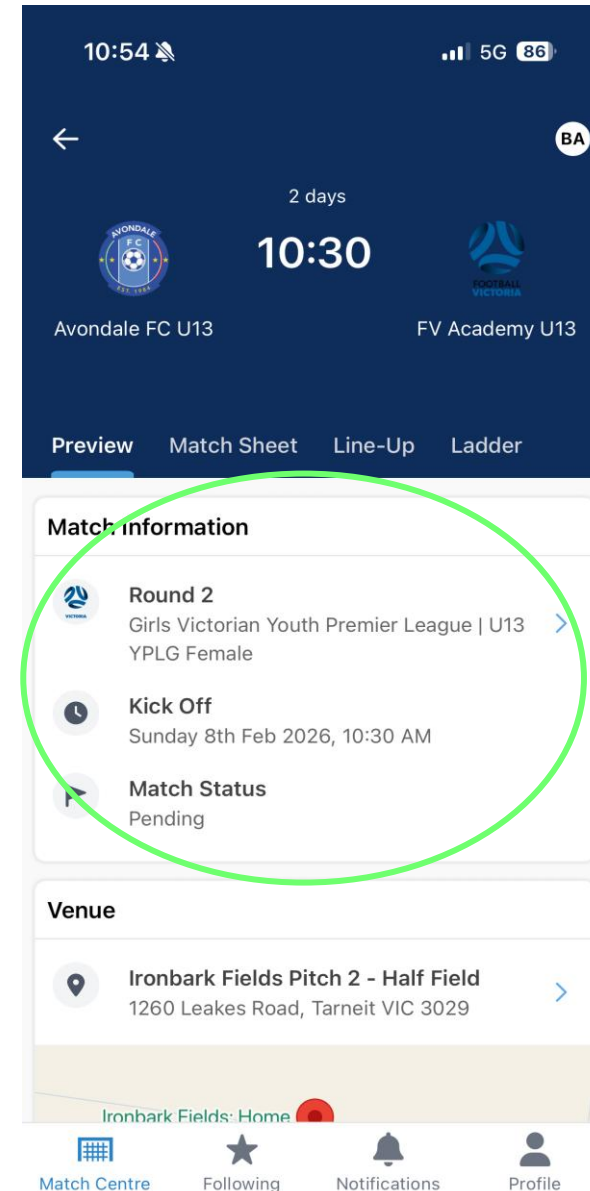 10:54
5G 86
BA
2 days
10:30
AVONDALE
FC
EST. 1984
FOOTBALL
VICTORIA
Avondale FC U13
FV Academy U13
Preview Match Sheet Line-Up Ladder
Match Information
VICTORIA
Round 2
Girls Victorian Youth Premier League | U13
YPLG Female
Kick Off
Sunday 8th Feb 2026, 10:30 AM
Match Status
Pending
Venue
Ironbark Fields Pitch 2 - Half Field
1260 Leakes Road, Tarneit VIC 3029
Ironbark Fields: Home
Match Centre Following Notifications Profile